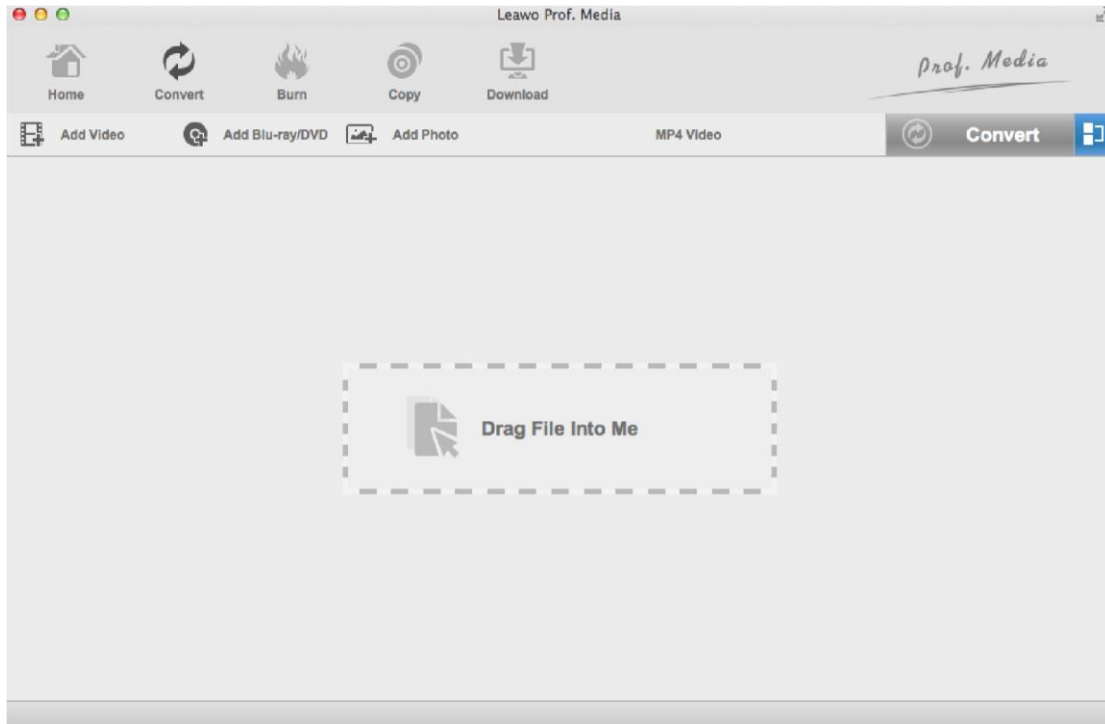 Leawo Prof. Media
Home Convert Burn Copy Download
Prof. Media
Add Video Add Blu-ray/DVD Add Photo MP4 Video Convert
Drag File Into Me